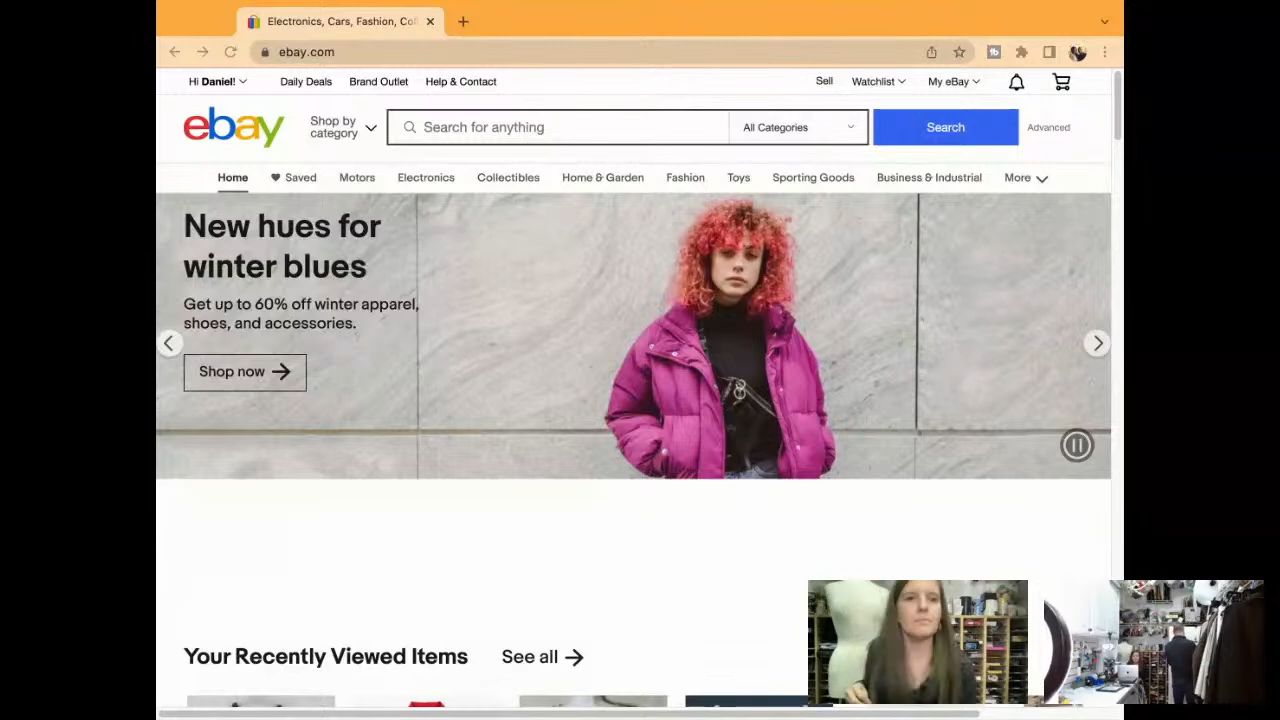 Electronics, Cars, Fashion, Col
ebay.com
Hi Daniel!
Daily Deals
Brand Outlet
Help & Contact
Sell
Watchlist
My eBay
ebay
Shop by
category
Search for anything
All Categories
Search
Advanced
Home
Saved
Motors
Electronics
Collectibles
Home & Garden
Fashion
Toys
Sporting Goods
Business & Industrial
More
New hues for
winter blues
Get up to 60% off winter apparel,
shoes, and accessories.
Shop now
Your Recently Viewed Items
See all